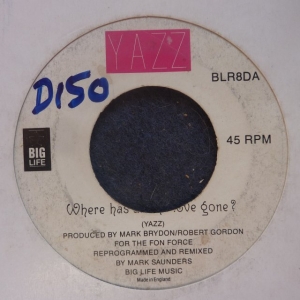 YAZZ
BLR8DA
D150
BIG
LIFE
45 RPM
Where has love gone?
(YAZZ)
PRODUCED BY MARK BRYDON/ROBERT GORDON
FOR THE FON FORCE
REPROGRAMMED AND REMIXED
BY MARK SAUNDERS
BIG LIFE MUSIC
Made in England